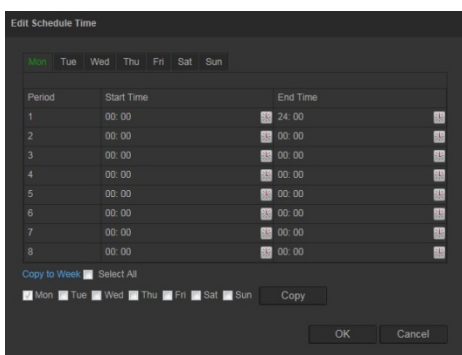 Edit Schedule Time
Mon Tue Wed Thu Fri Sat Sun
Period Start Time End Time
1 00: 00 24: 00
2 00: 00 00: 00
3 00: 00 00: 00
4 00: 00 00: 00
5 00: 00 00: 00
6 00: 00 00: 00
7 00: 00 00: 00
8 00: 00 00: 00
Copy to Week Select All
Mon Tue Wed Thu Fri Sat Sun Copy
OK Cancel